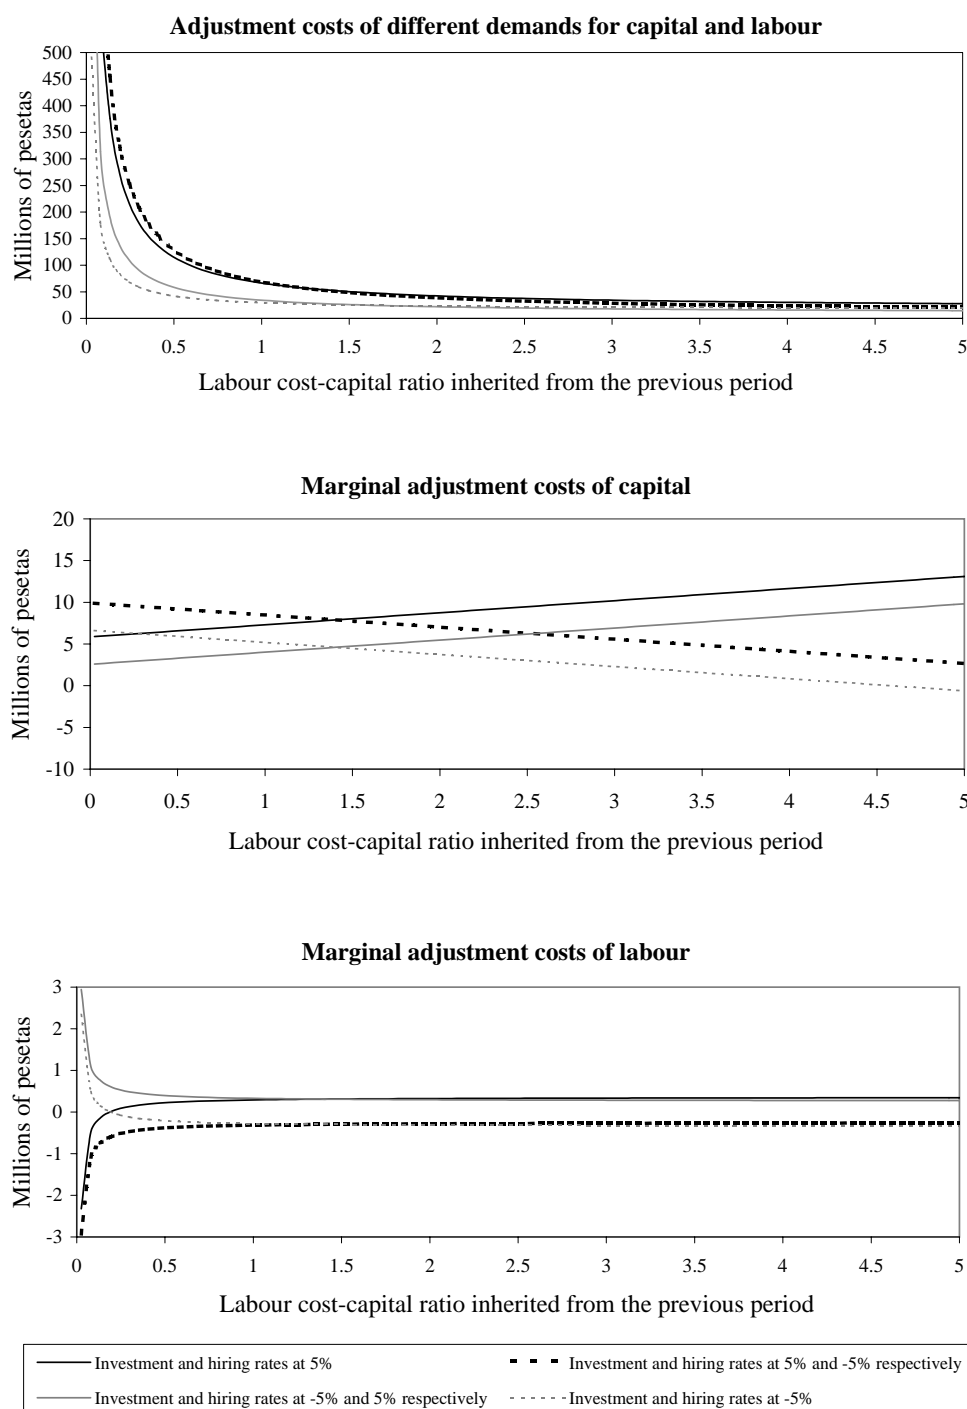 Adjustment costs of different demands for capital and labour
Millions of pesetas
500
450
400
350
300
250
200
150
100
50
0
0 0.5 1 1.5 2 2.5 3 3.5 4 4.5 5
Labour cost-capital ratio inherited from the previous period
Marginal adjustment costs of capital
Millions of pesetas
20
15
10
5
0
-5
-10
0 0.5 1 1.5 2 2.5 3 3.5 4 4.5 5
Labour cost-capital ratio inherited from the previous period
Marginal adjustment costs of labour
Millions of pesetas
3
2
1
0
-1
-2
-3
0 0.5 1 1.5 2 2.5 3 3.5 4 4.5 5
Labour cost-capital ratio inherited from the previous period
Investment and hiring rates at 5% Investment and hiring rates at 5% and -5% respectively
Investment and hiring rates at -5% and 5% respectively Investment and hiring rates at -5%